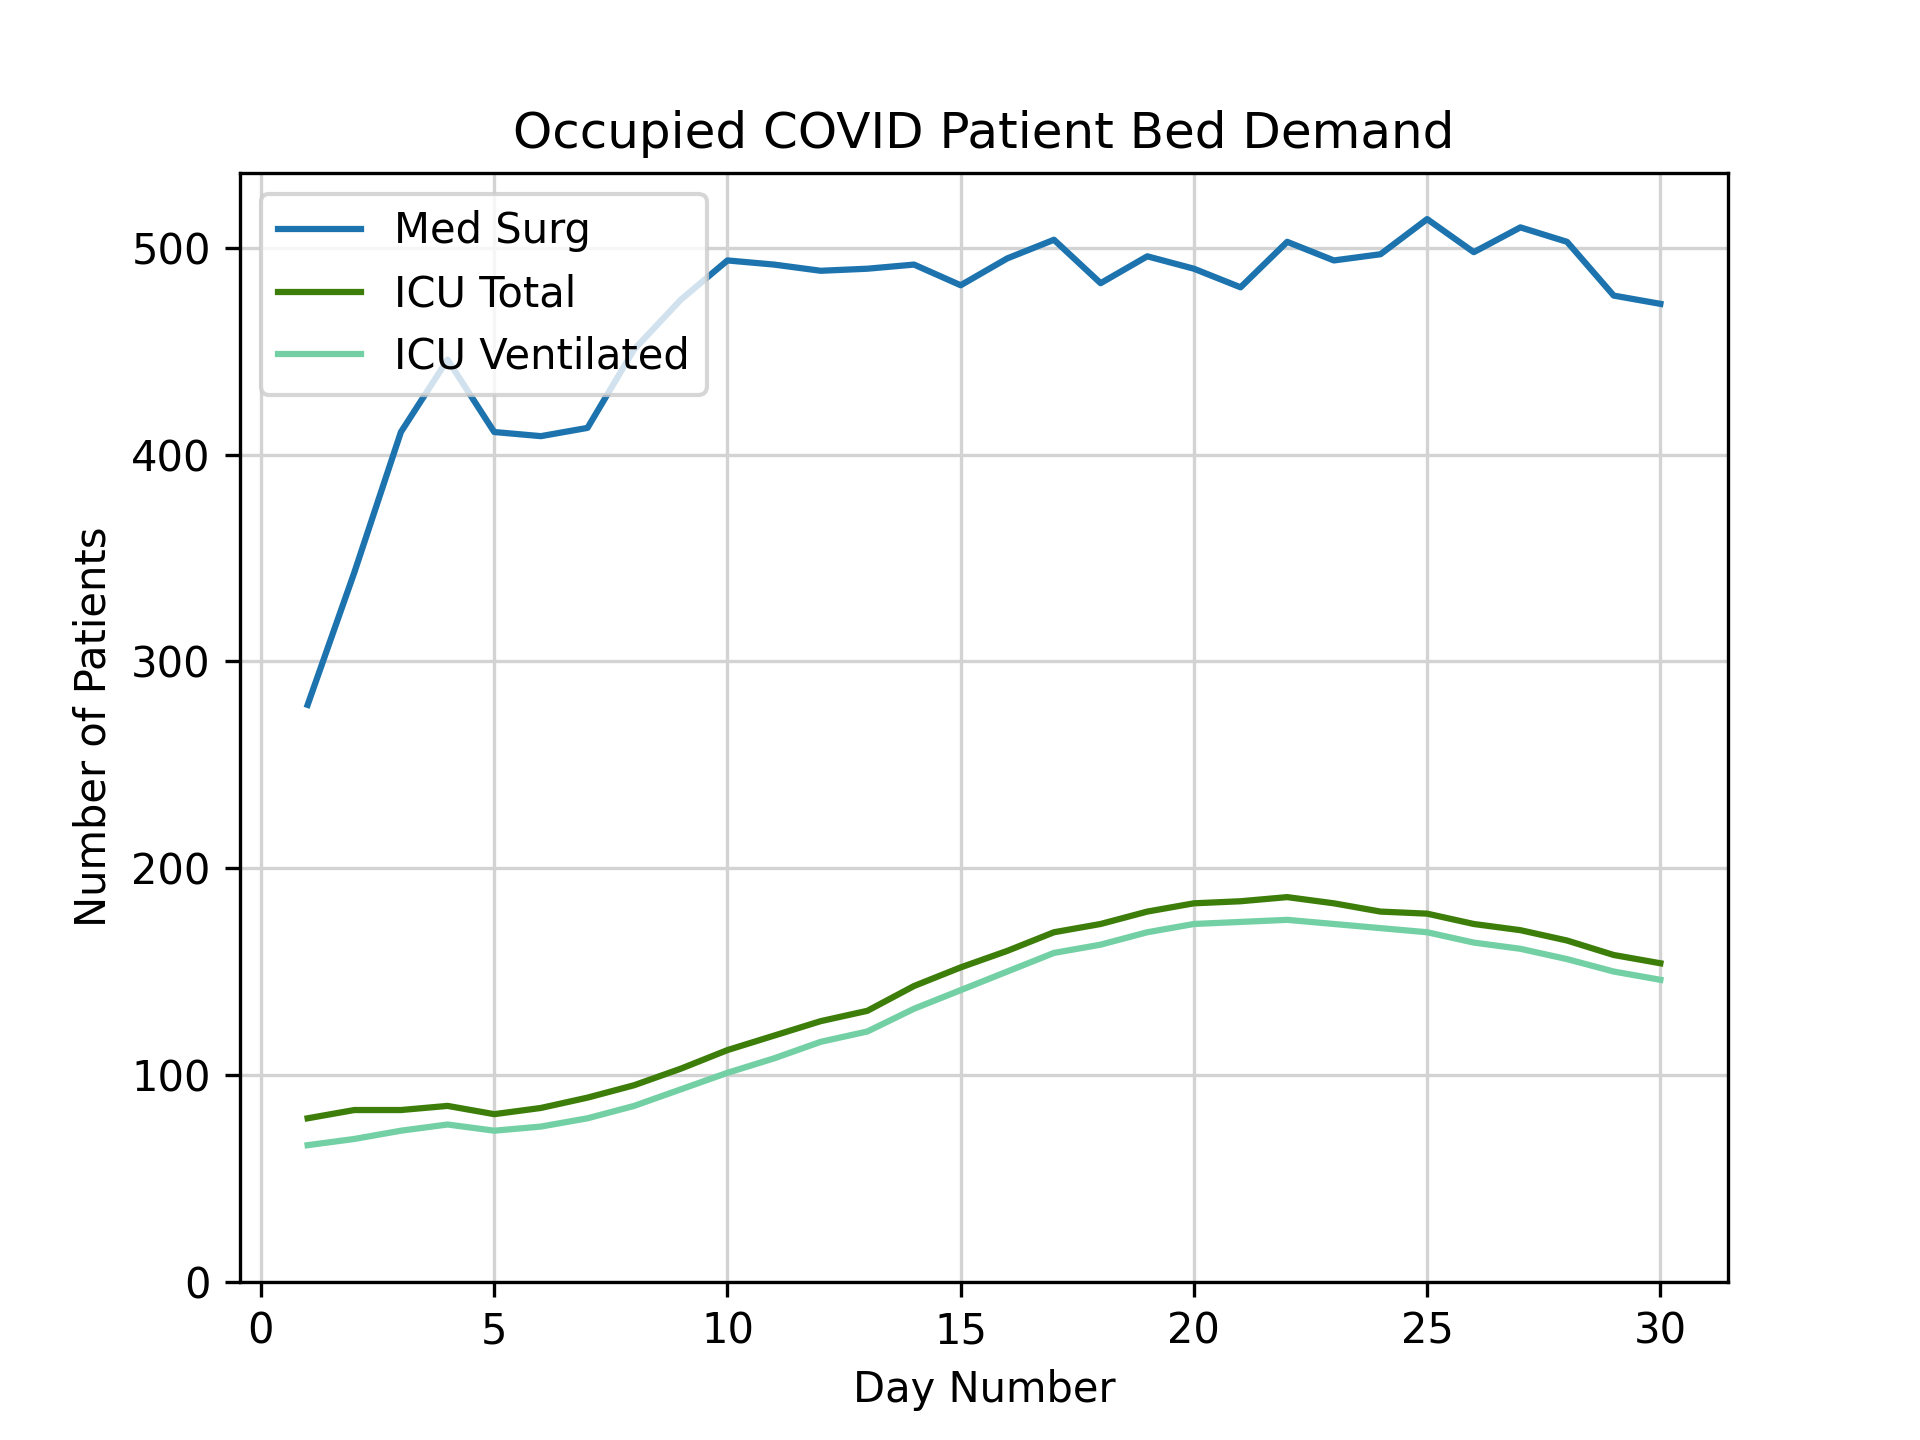 Occupied COVID Patient Bed Demand
Med Surg
ICU Total
ICU Ventilated
500
400
300
200
100
0
Number of Patients
0 5 10 15 20 25 30
Day Number